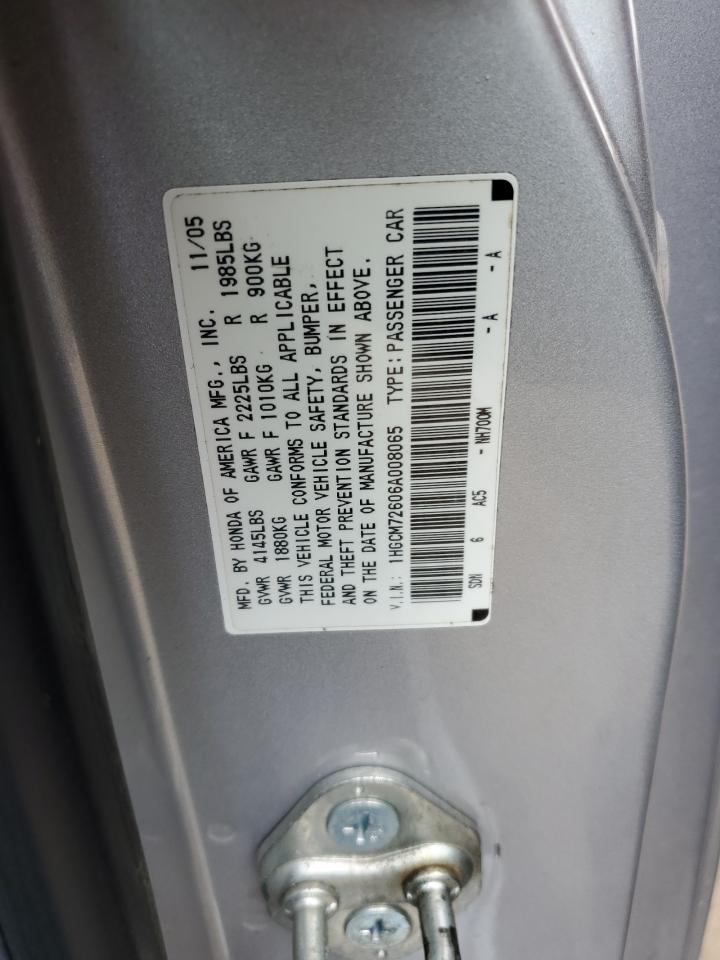 MFD. BY HONDA OF AMERICA MFG., INC. 11/05
GVWR 4145LBS GAWR F 2225LBS R 1985LBS
GVWR 1880KG GAWR F 1010KG R 900KG
THIS VEHICLE CONFORMS TO ALL APPLICABLE
FEDERAL MOTOR VEHICLE SAFETY, BUMPER,
AND THEFT PREVENTION STANDARDS IN EFFECT
ON THE DATE OF MANUFACTURE SHOWN ABOVE.
V.I.N.: 1HGCM72606A008065 TYPE: PASSENGER CAR
SDN 6 AC5 - NH700M - A - A